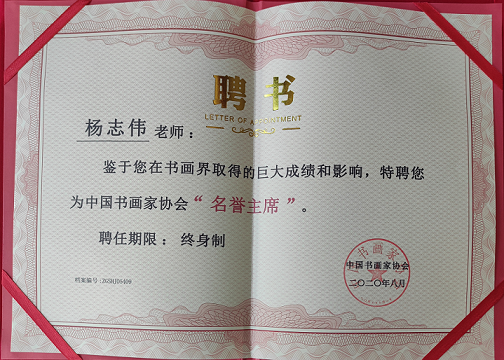 聘书
LETTER OF APPOINTMENT
杨志伟老师：
鉴于您在书画界取得的巨大成绩和影响，特聘您
为中国书画家协会“名誉主席”。
聘任期限：终身制
中国书画家协会
二〇二〇年八月